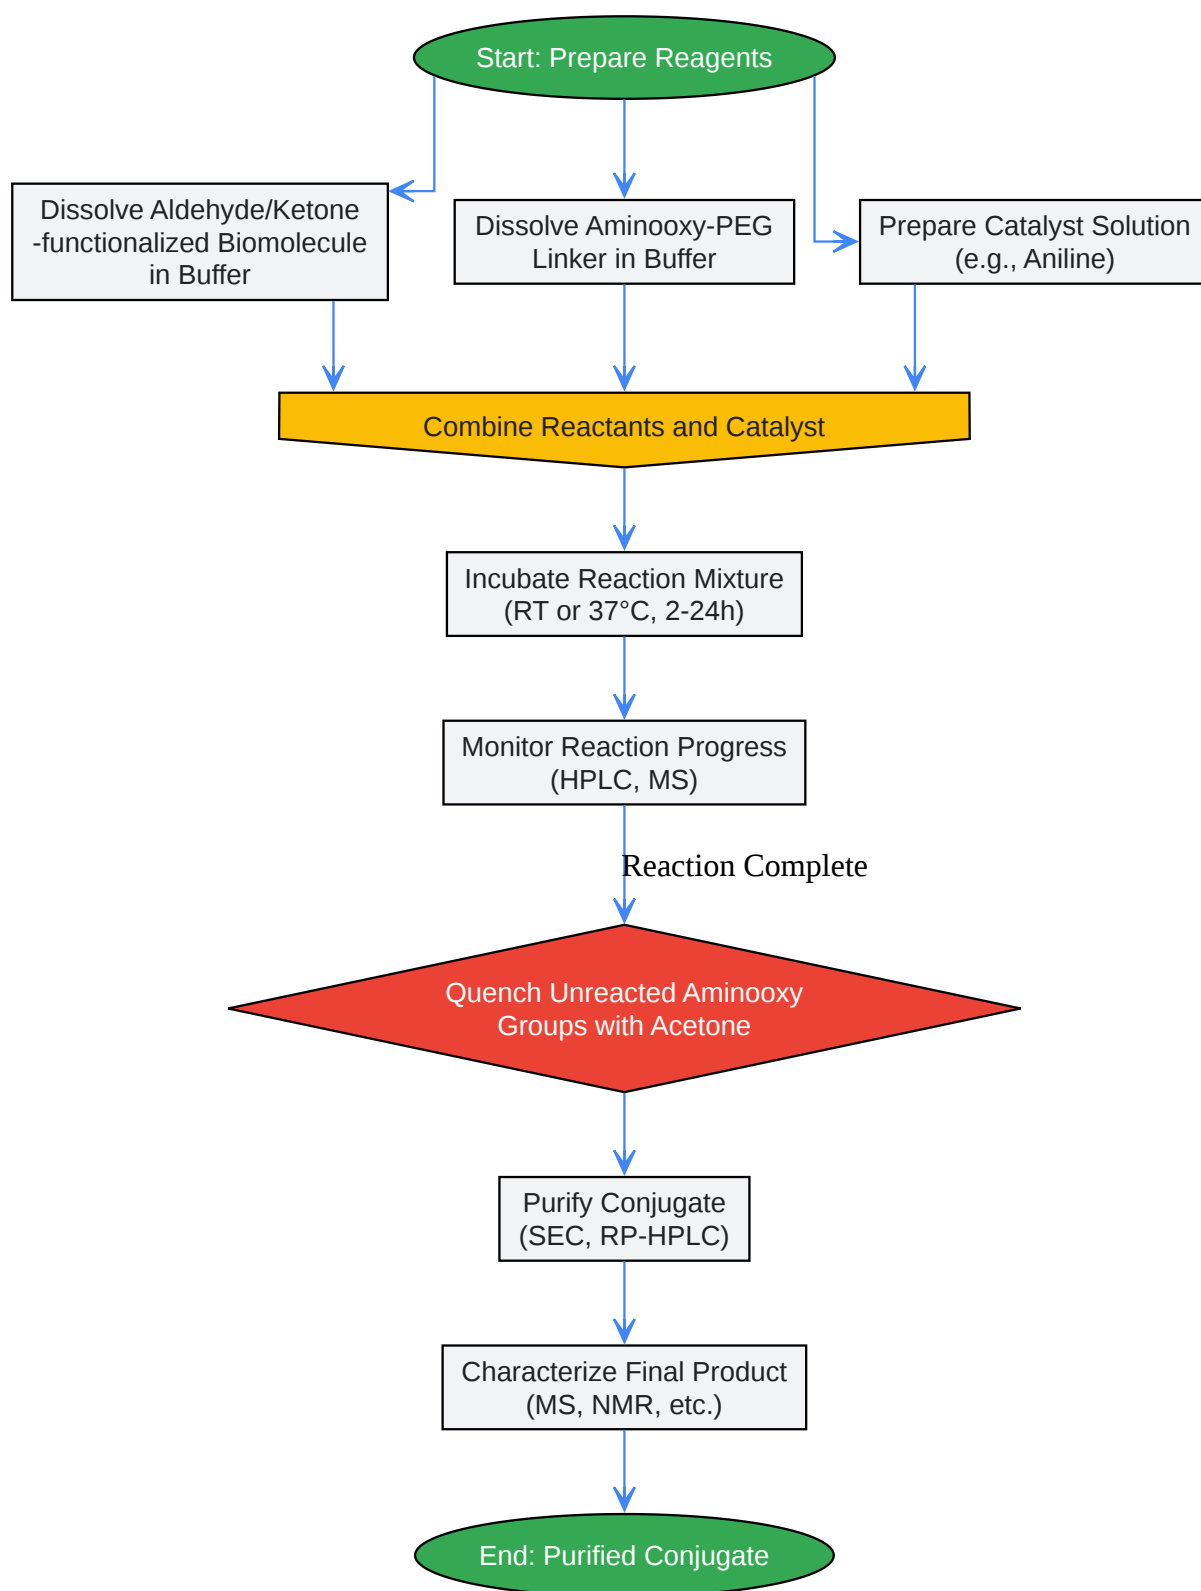 Start: Prepare Reagents
Dissolve Aldehyde/Ketone
-functionalized Biomolecule
in Buffer
Dissolve Aminooxy-PEG
Linker in Buffer
Prepare Catalyst Solution
(e.g., Aniline)
Combine Reactants and Catalyst
Incubate Reaction Mixture
(RT or 37°C, 2-24h)
Monitor Reaction Progress
(HPLC, MS)
Reaction Complete
Quench Unreacted Aminooxy
Groups with Acetone
Purify Conjugate
(SEC, RP-HPLC)
Characterize Final Product
(MS, NMR, etc.)
End: Purified Conjugate